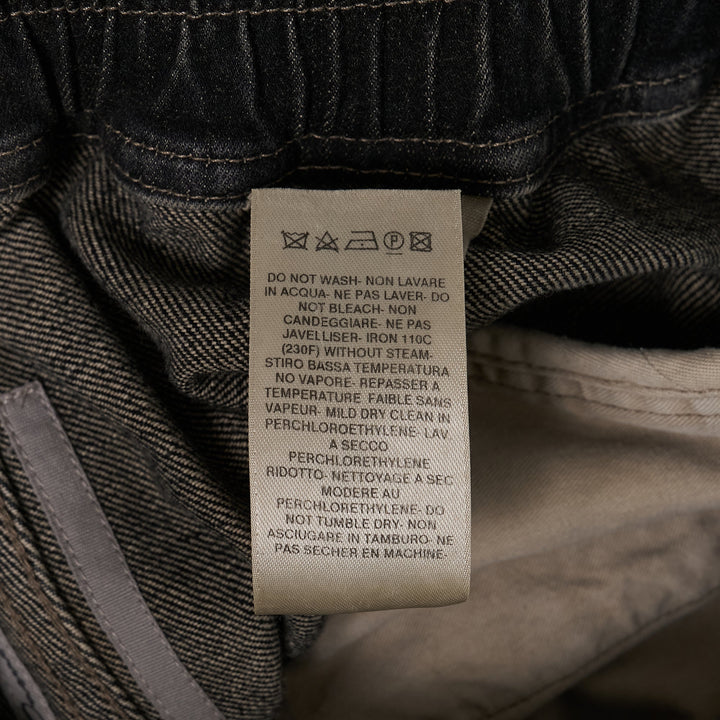 P
DO NOT WASH- NON LAVARE
IN ACQUA- NE PAS LAVER- DO
NOT BLEACH- NON
CANDEGGIARE- NE PAS
JAVELLISER- IRON 110C
(230F) WITHOUT STEAM-
STIRO BASSA TEMPERATURA
NO VAPORE- REPASSER A
TEMPERATURE FAIBLE SANS
VAPEUR- MILD DRY CLEAN IN
PERCHLOROETHYLENE- LAV.
A SECCO
PERCHLORETHYLENE
RIDOTTO- NETTOYAGE A SEC
MODERE AU
PERCHLORETHYLENE- DO
NOT TUMBLE DRY- NON
ASCIUGARE IN TAMBURO- NE
PAS SECHER EN MACHINE-